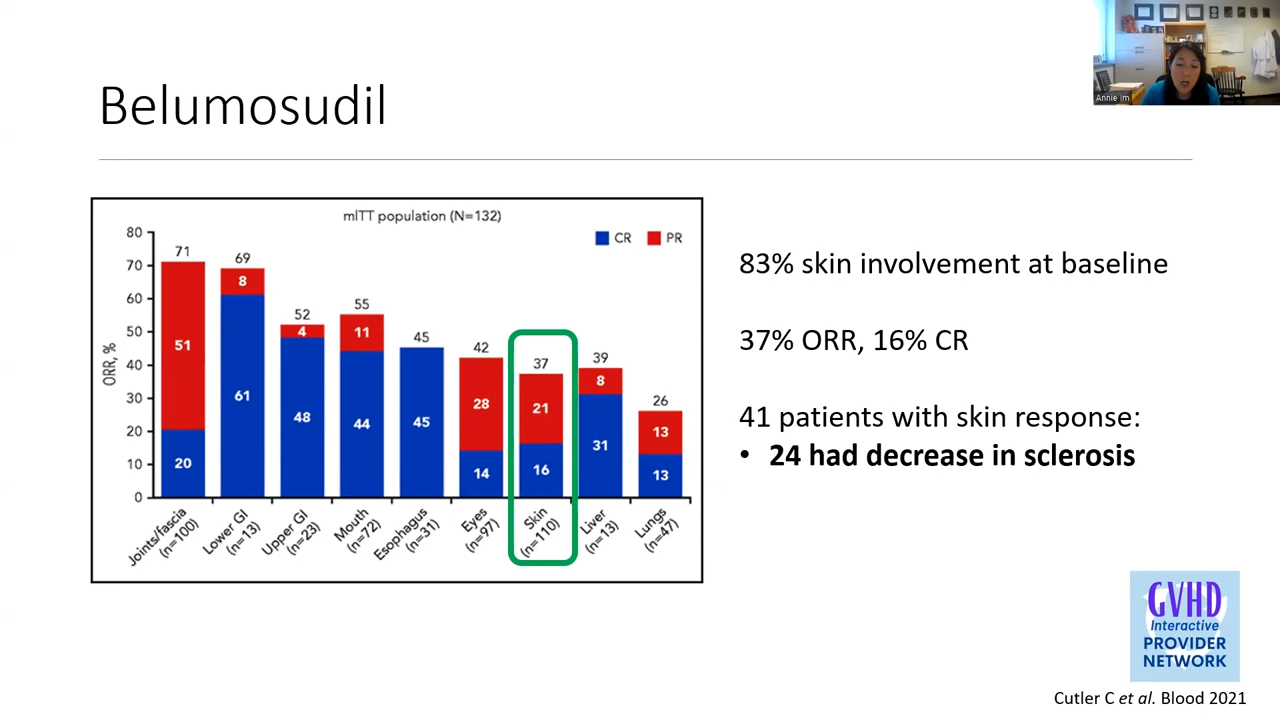 Annie Im
Belumosudil
mITT population (N=132)
CR PR
ORR, %
80
70
60
50
40
30
20
10
0
71
51
20
69
8
61
52
4
48
55
11
44
45
45
42
28
14
37
21
16
39
8
31
26
13
13
Joints/fascia
(n=100)
Lower GI
(n=13)
Upper GI
(n=23)
Mouth
(n=72)
Esophagus
(n=31)
Eyes
(n=97)
Skin
(n=110)
Liver
(n=13)
Lungs
(n=47)
83% skin involvement at baseline
37% ORR, 16% CR
41 patients with skin response:
• 24 had decrease in sclerosis
GVHD
Interactive
PROVIDER
NETWORK
Cutler C et al. Blood 2021